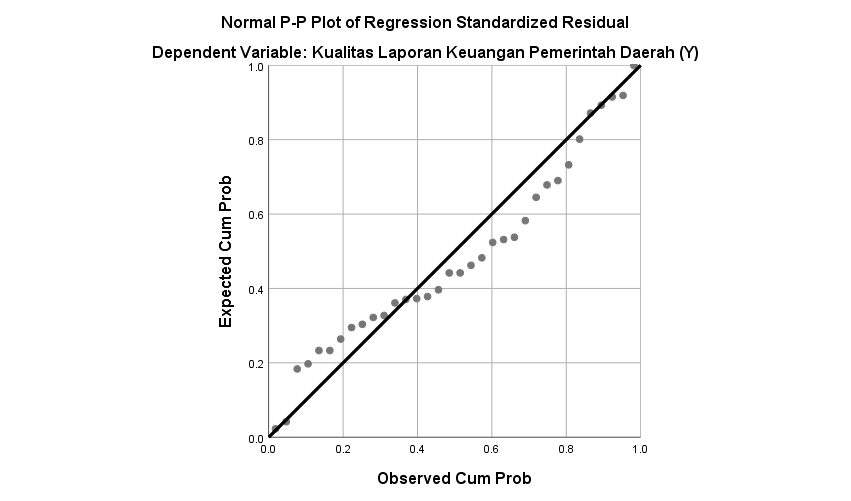 Normal P-P Plot of Regression Standardized Residual
Dependent Variable: Kualitas Laporan Keuangan Pemerintah Daerah (Y)
1.0
0.8
0.6
0.4
0.2
0.0
Expected Cum Prob
0.0 0.2 0.4 0.6 0.8 1.0
Observed Cum Prob